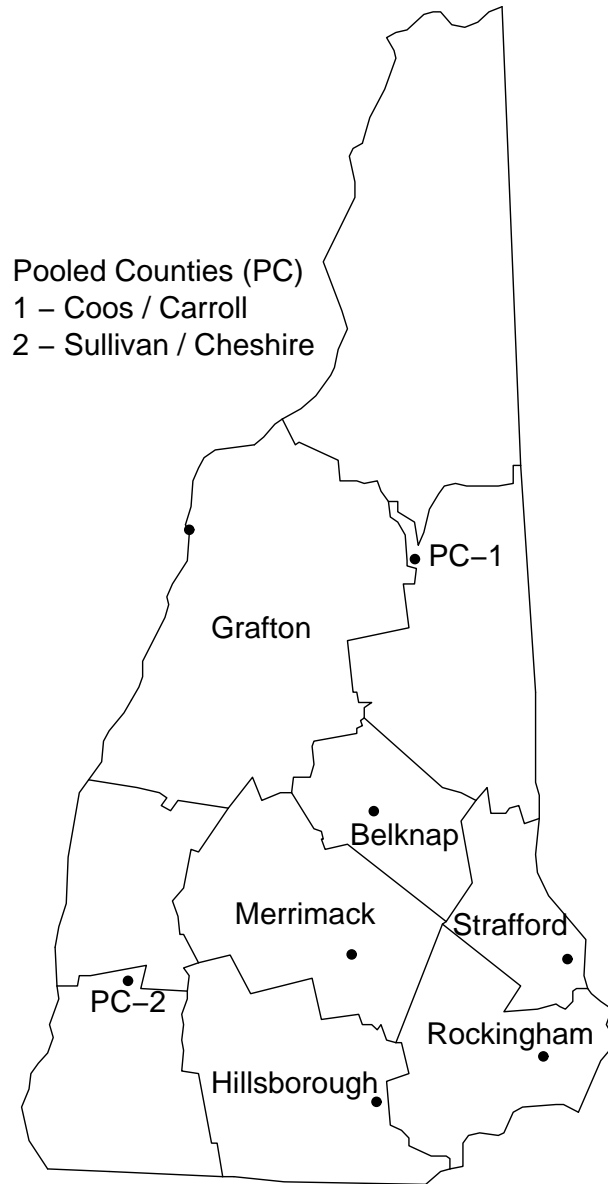 Pooled Counties (PC)
1 – Coos / Carroll
2 – Sullivan / Cheshire
PC–1
Grafton
Belknap
Merrimack
Strafford
PC–2
Rockingham
Hillsborough